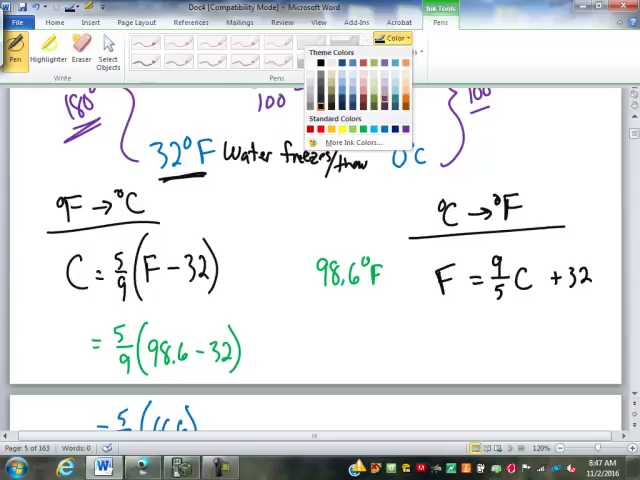 Doc4 [Compatibility Mode] - Microsoft Word
Ink Tools
File Home Insert Page Layout References Mailings Review View Add-Ins Acrobat Pens
Pen Highlighter Eraser Select Objects
Color
Write
Pens
Theme Colors
Standard Colors
More Ink Colors...
180°
100
100
32°F Water freezes/thaw 0°C
°F → °C
°C → °F
C = 5/9 (F − 32)
98.6°F
F = 9/5 C + 32
= 5/9 (98.6 − 32)
Page: 5 of 163 Words: 0
120%
8:47 AM
11/2/2016